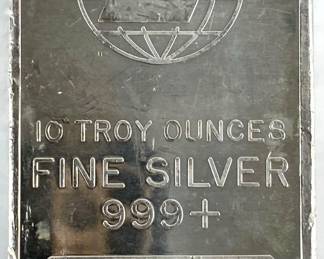 10 TROY OUNCES
FINE SILVER
999+